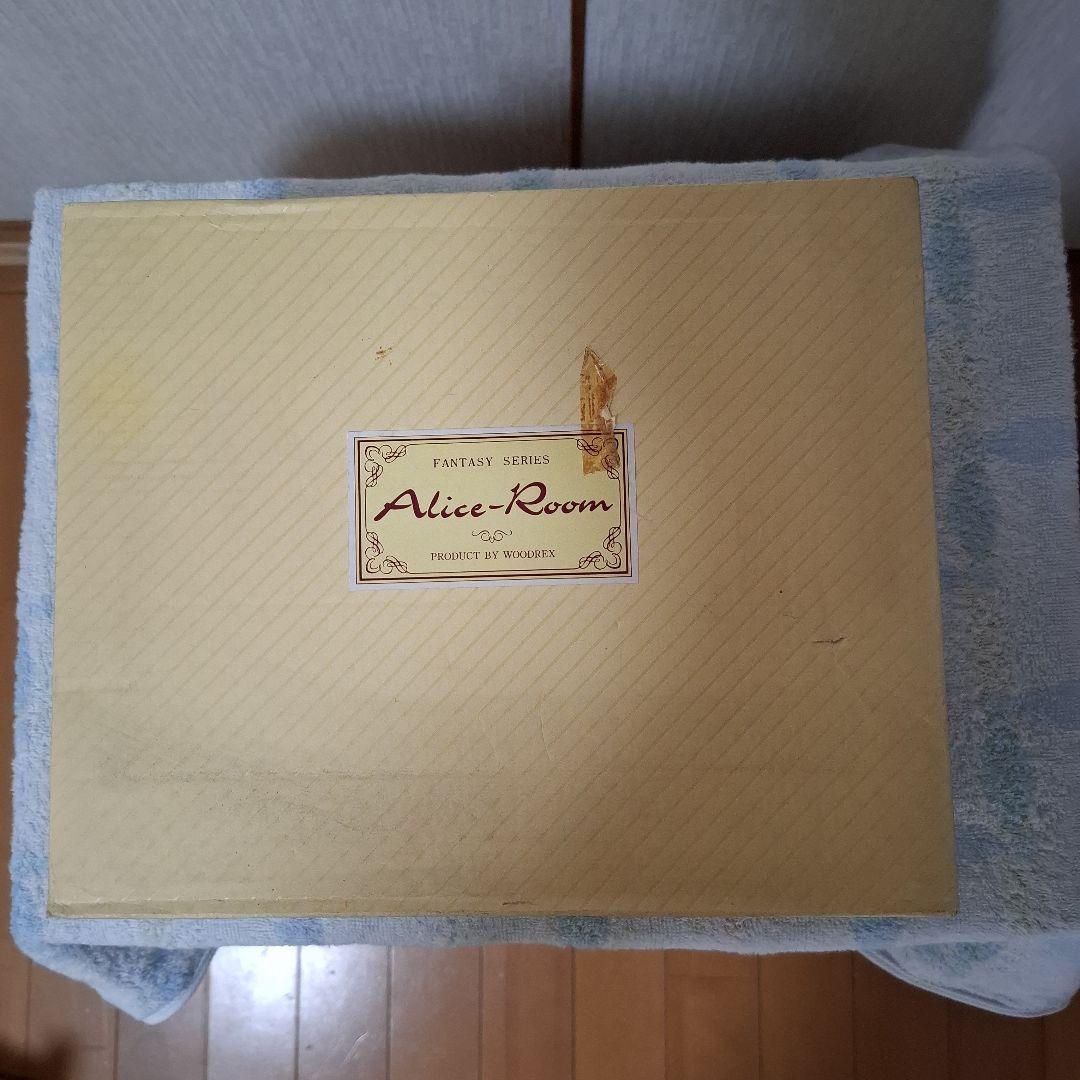 FANTASY SERIES
Alice-Room
PRODUCT BY WOODREX